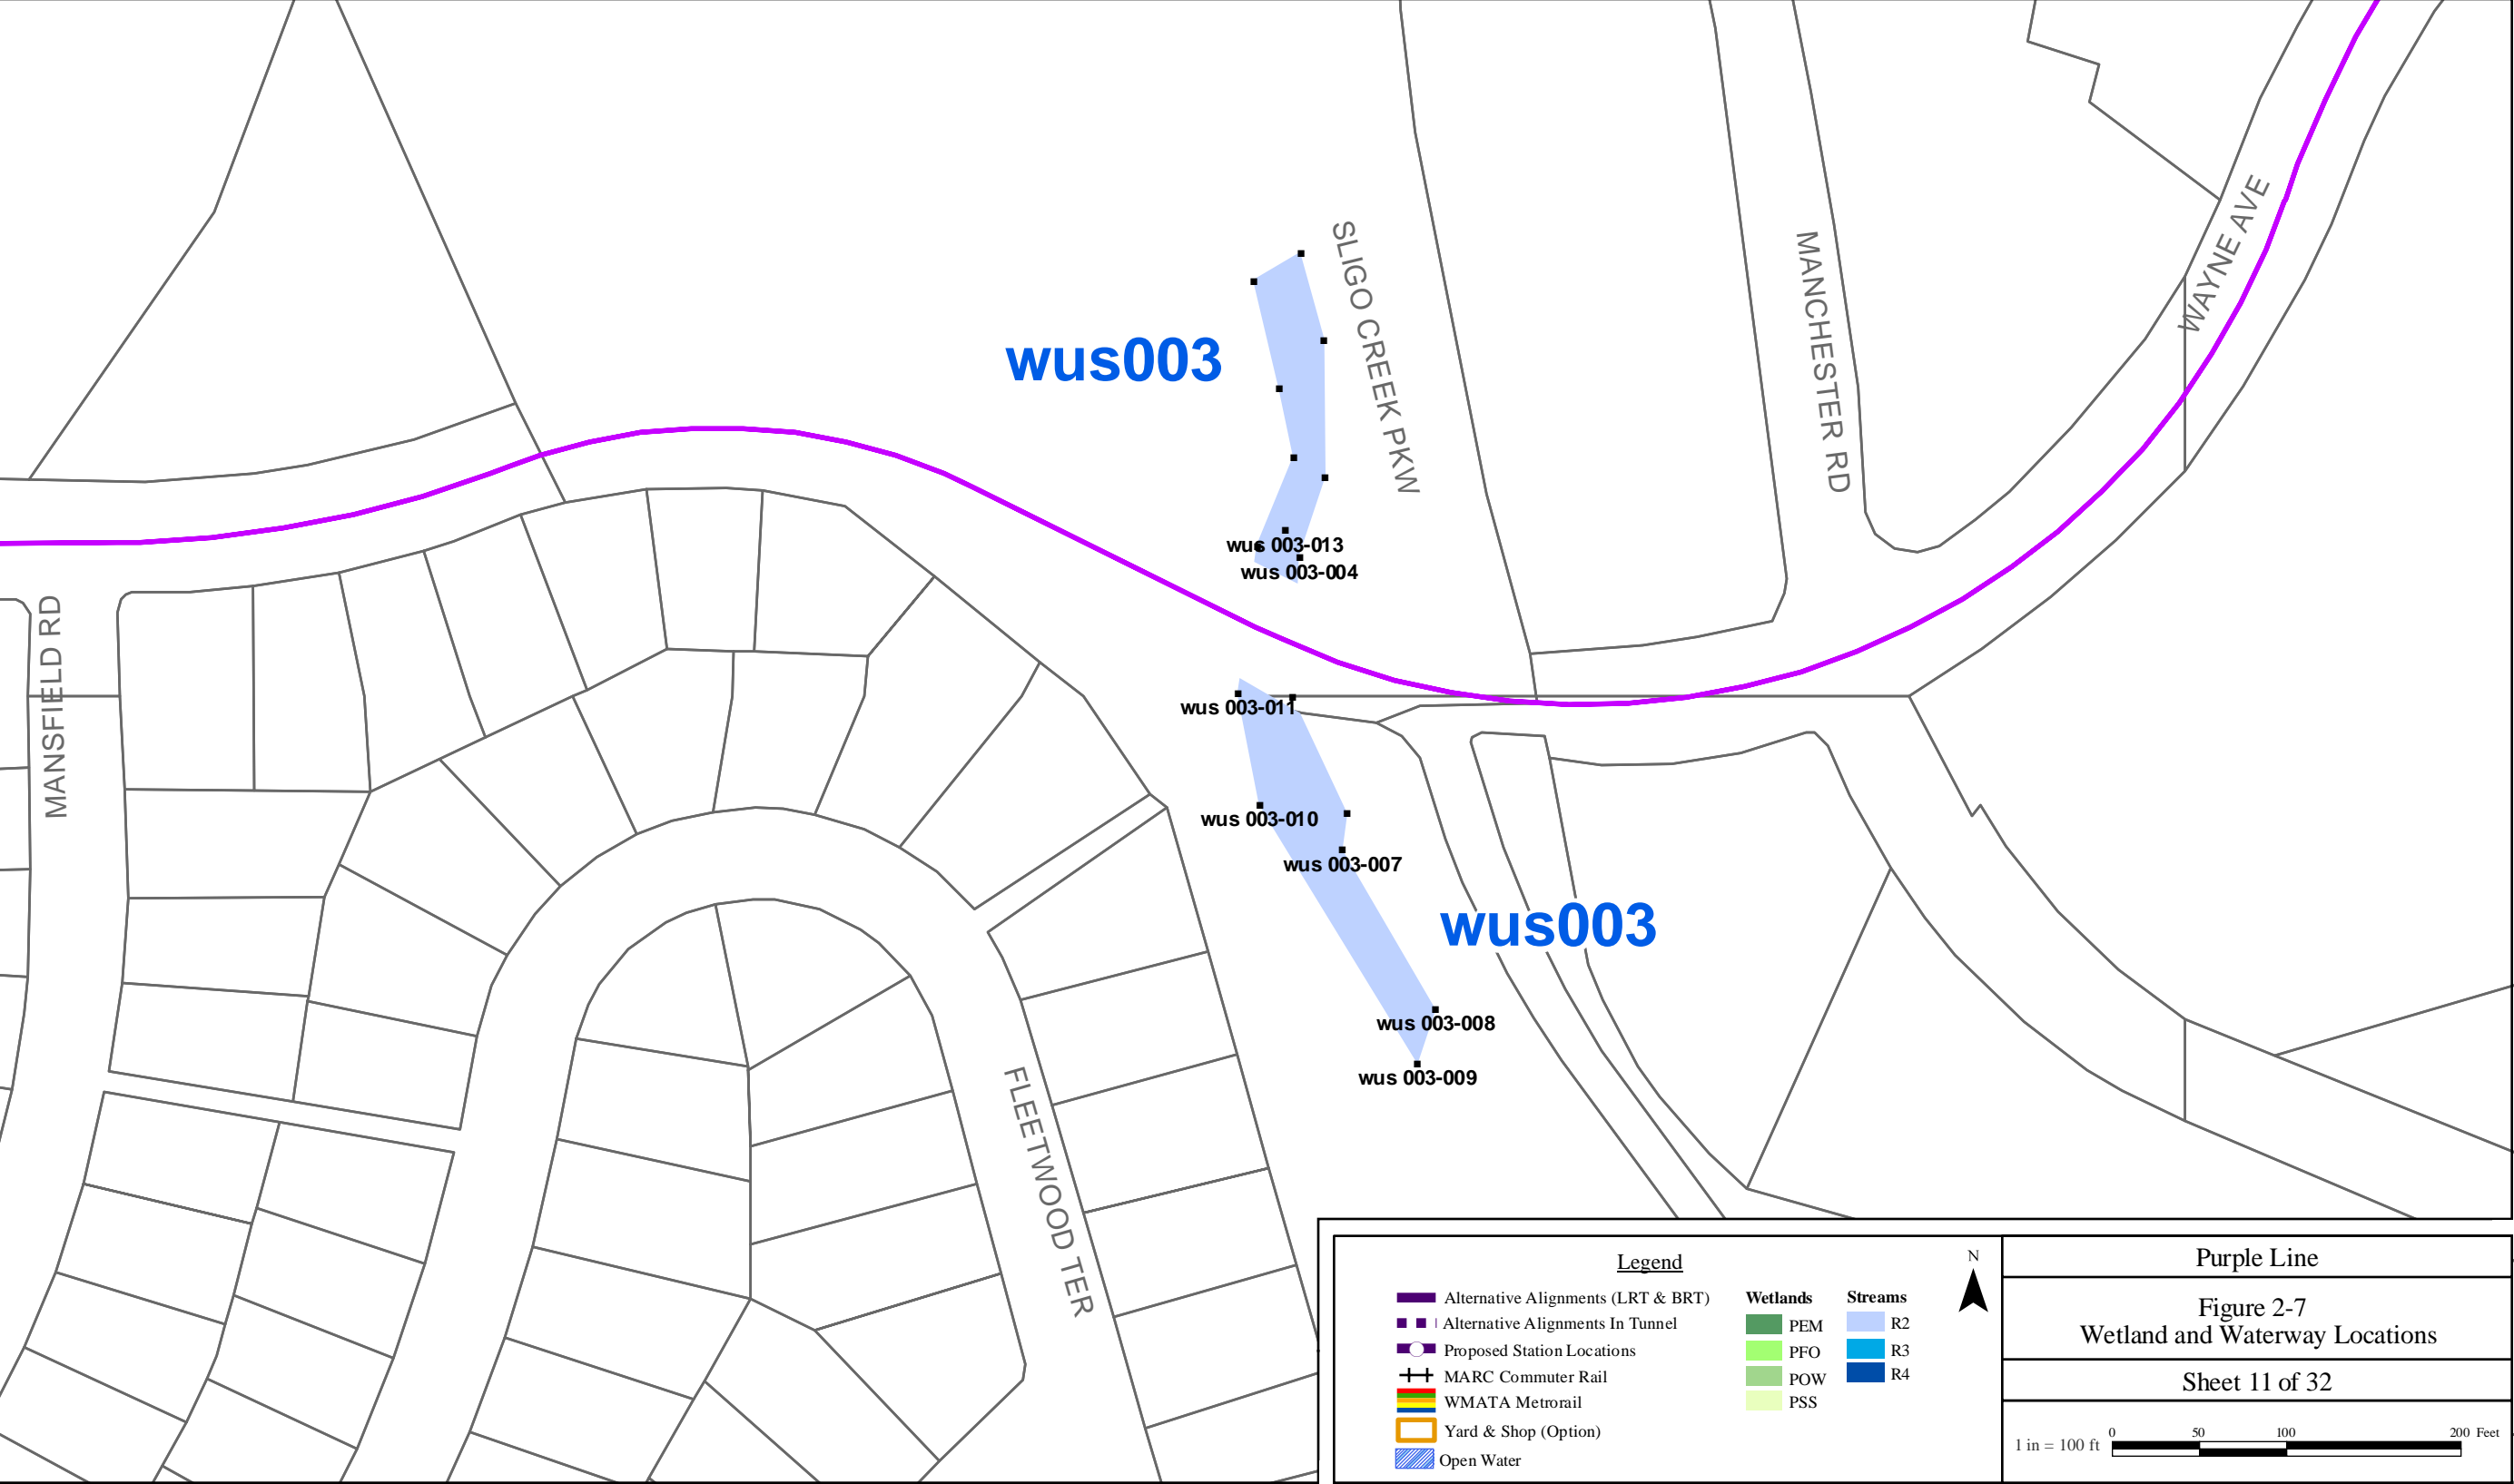 SLIGO CREEK PKWY
MANCHESTER RD
WAYNE AVE
wus003
wus 003-013
wus 003-004
MANSFIELD RD
wus 003-011
wus 003-010
wus 003-007
wus003
wus 003-008
wus 003-009
FLEETWOOD TER
Legend
Alternative Alignments (LRT & BRT)
Alternative Alignments In Tunnel
Proposed Station Locations
MARC Commuter Rail
WMATA Metrorail
Yard & Shop (Option)
Open Water
Wetlands
PEM
PFO
POW
PSS
Streams
R2
R3
R4
N
Purple Line
Figure 2-7
Wetland and Waterway Locations
Sheet 11 of 32
1 in = 100 ft
0 50 100 200 Feet